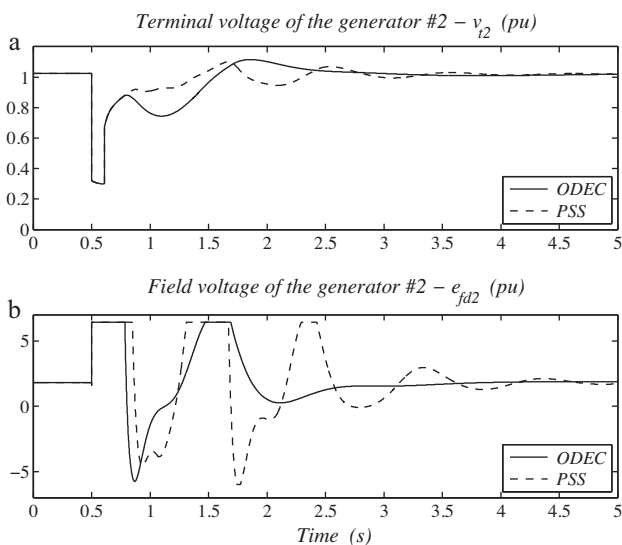 Terminal voltage of the generator #2 − v_t2 (pu)
a
1
0.8
0.6
0.4
0.2
0
ODEC
PSS
0 0.5 1 1.5 2 2.5 3 3.5 4 4.5 5
Field voltage of the generator #2 − e_fd2 (pu)
b
5
0
−5
ODEC
PSS
0 0.5 1 1.5 2 2.5 3 3.5 4 4.5 5
Time (s)